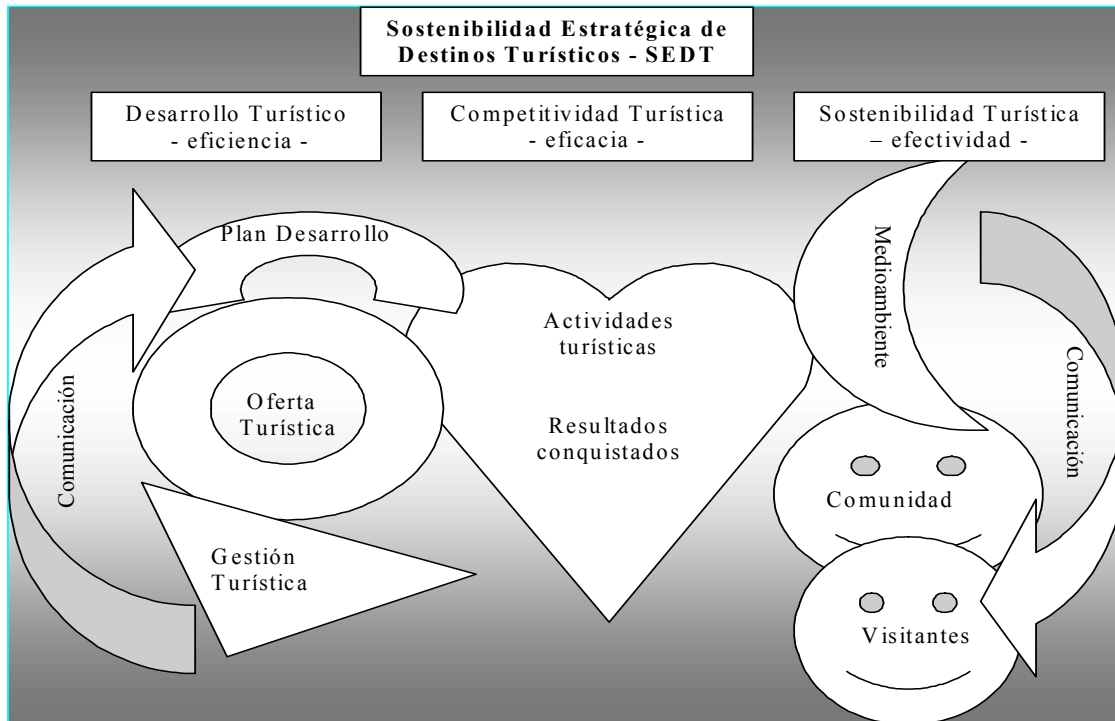 Sostenibilidad Estratégica de
Destinos Turísticos - SEDT
Desarrollo Turístico
- eficiencia -
Competitividad Turística
- eficacia -
Sostenibilidad Turística
– efectividad -
Plan Desarrollo
Oferta
Turística
Gestión
Turística
Comunicación
Actividades
turísticas
Resultados
conquistados
Medioambiente
Comunidad
Visitantes
Comunicación